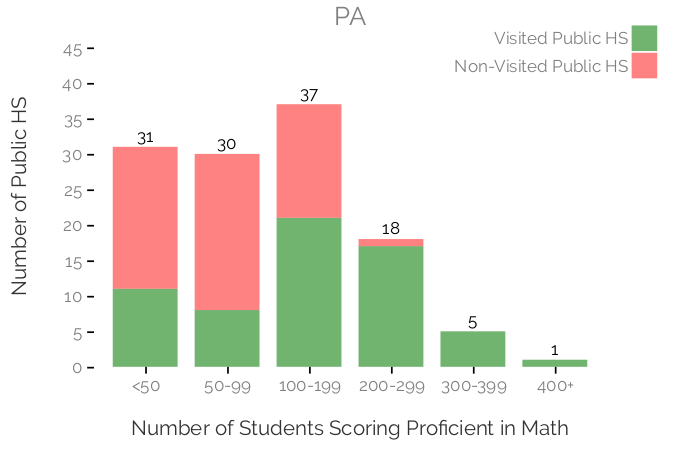 PA
Visited Public HS
Non-Visited Public HS
Number of Public HS
45
40
35
30
25
20
15
10
5
0
31
30
37
18
5
1
<50 50-99 100-199 200-299 300-399 400+
Number of Students Scoring Proficient in Math